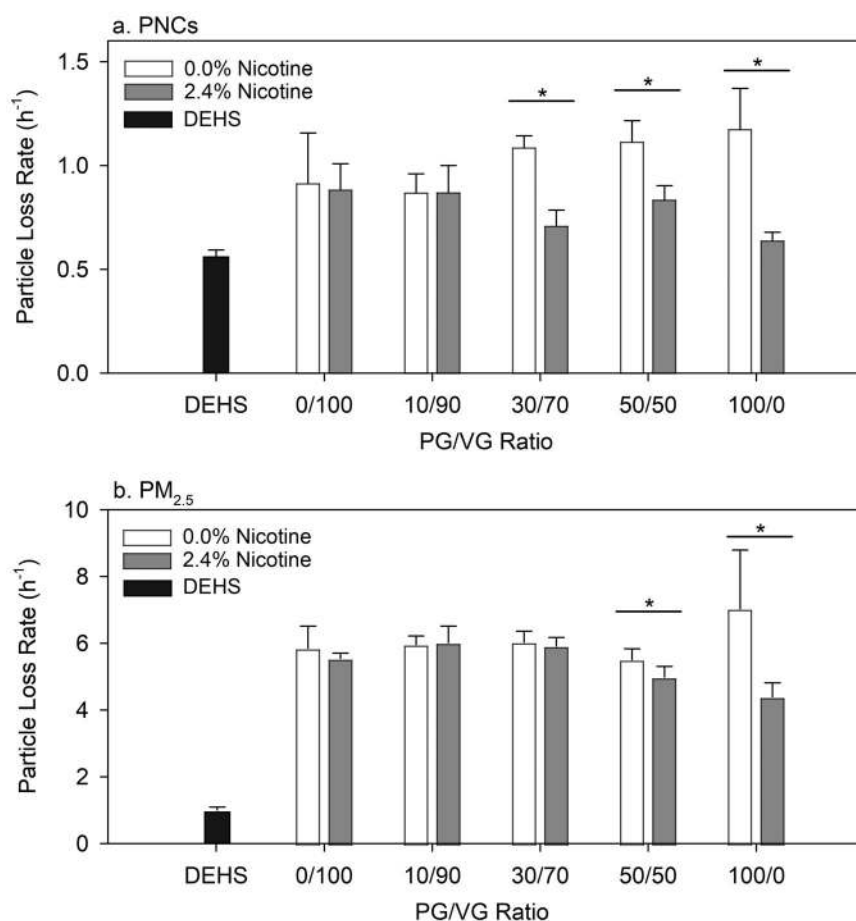 a. PNCs
Particle Loss Rate (h⁻¹)
1.5
1.0
0.5
0.0
0.0% Nicotine
2.4% Nicotine
DEHS
*
*
*
DEHS
0/100
10/90
30/70
50/50
100/0
PG/VG Ratio
b. PM₂.₅
Particle Loss Rate (h⁻¹)
10
8
6
4
2
0
0.0% Nicotine
2.4% Nicotine
DEHS
*
*
DEHS
0/100
10/90
30/70
50/50
100/0
PG/VG Ratio